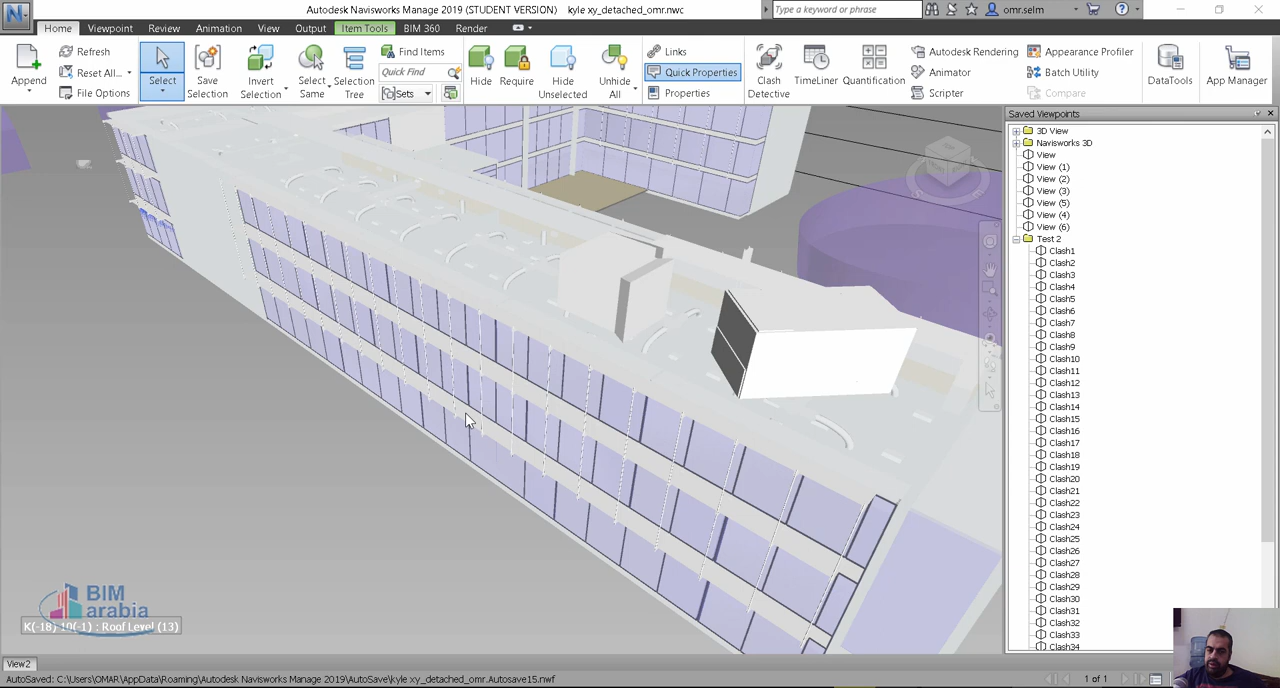 Autodesk Navisworks Manage 2019 (STUDENT VERSION) kyle xy_detached_omr.nwc
Type a keyword or phrase
omr.selm
Home Viewpoint Review Animation View Output Item Tools BIM 360 Render
Append
Refresh
Reset All...
File Options
Select
Save Selection
Invert Selection
Select Same
Selection Tree
Find Items
Quick Find
Sets
Hide
Require
Hide Unselected
Unhide All
Links
Quick Properties
Properties
Clash Detective
TimeLiner
Quantification
Autodesk Rendering
Animator
Scripter
Appearance Profiler
Batch Utility
Compare
DataTools
App Manager
Saved Viewpoints
3D View
Navisworks 3D
View
View (1)
View (2)
View (3)
View (5)
View (4)
View (6)
Test 2
Clash1
Clash2
Clash3
Clash4
Clash5
Clash6
Clash7
Clash8
Clash9
Clash10
Clash11
Clash12
Clash13
Clash14
Clash15
Clash16
Clash17
Clash18
Clash19
Clash20
Clash21
Clash22
Clash23
Clash24
Clash25
Clash26
Clash27
Clash28
Clash29
Clash30
Clash31
Clash32
Clash33
Clash34
BIM
arabia
K(-18)-10(-1) : Roof Level (13)
View2
AutoSaved: C:\Users\OMAR\AppData\Roaming\Autodesk Navisworks Manage 2019\AutoSave\kyle xy_detached_omr.Autosave15.nwf
1 of 1